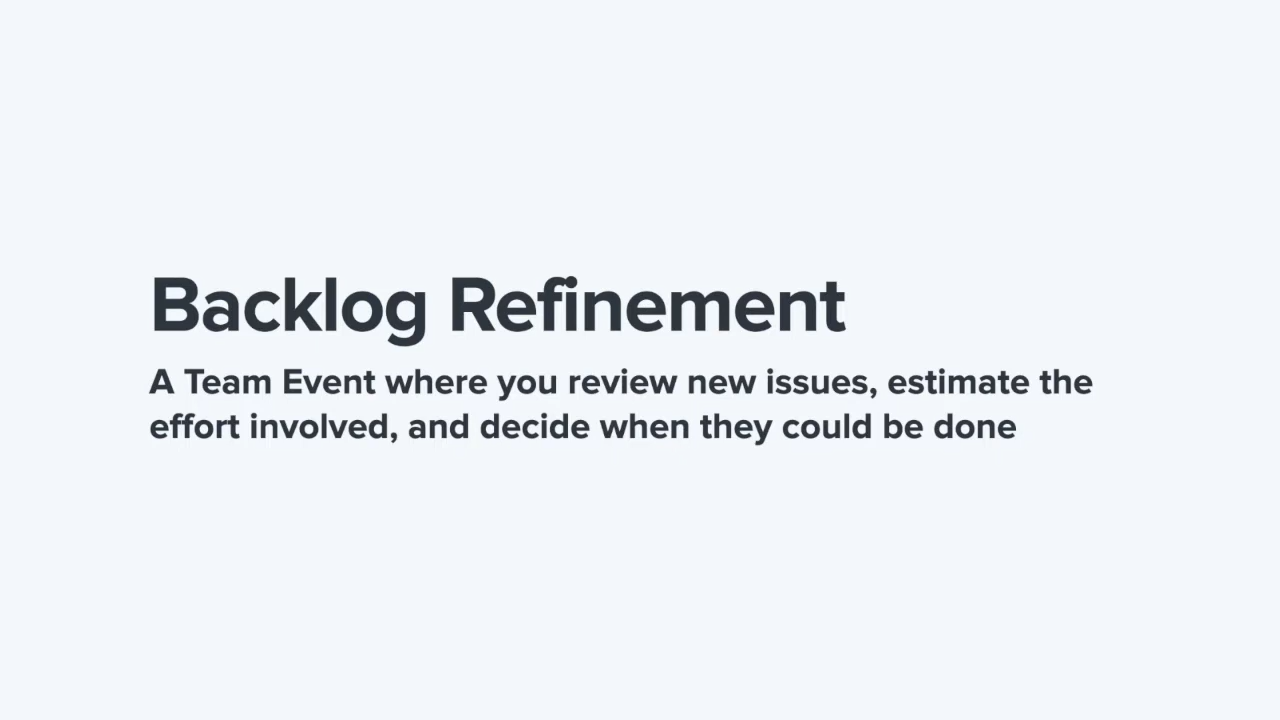 Backlog Refinement
A Team Event where you review new issues, estimate the
effort involved, and decide when they could be done